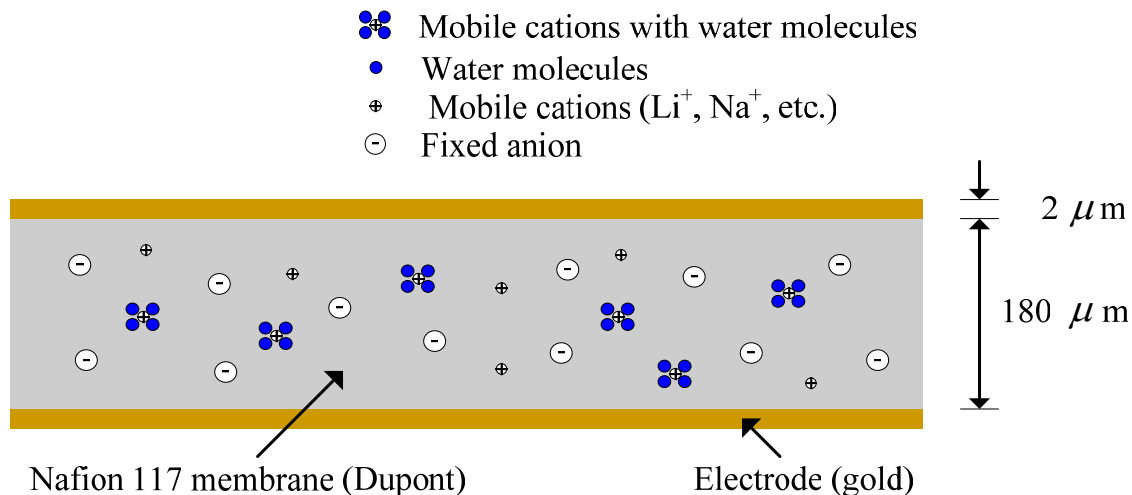 Mobile cations with water molecules
Water molecules
Mobile cations (Li⁺, Na⁺, etc.)
Fixed anion
2 μm
180 μm
Nafion 117 membrane (Dupont)
Electrode (gold)